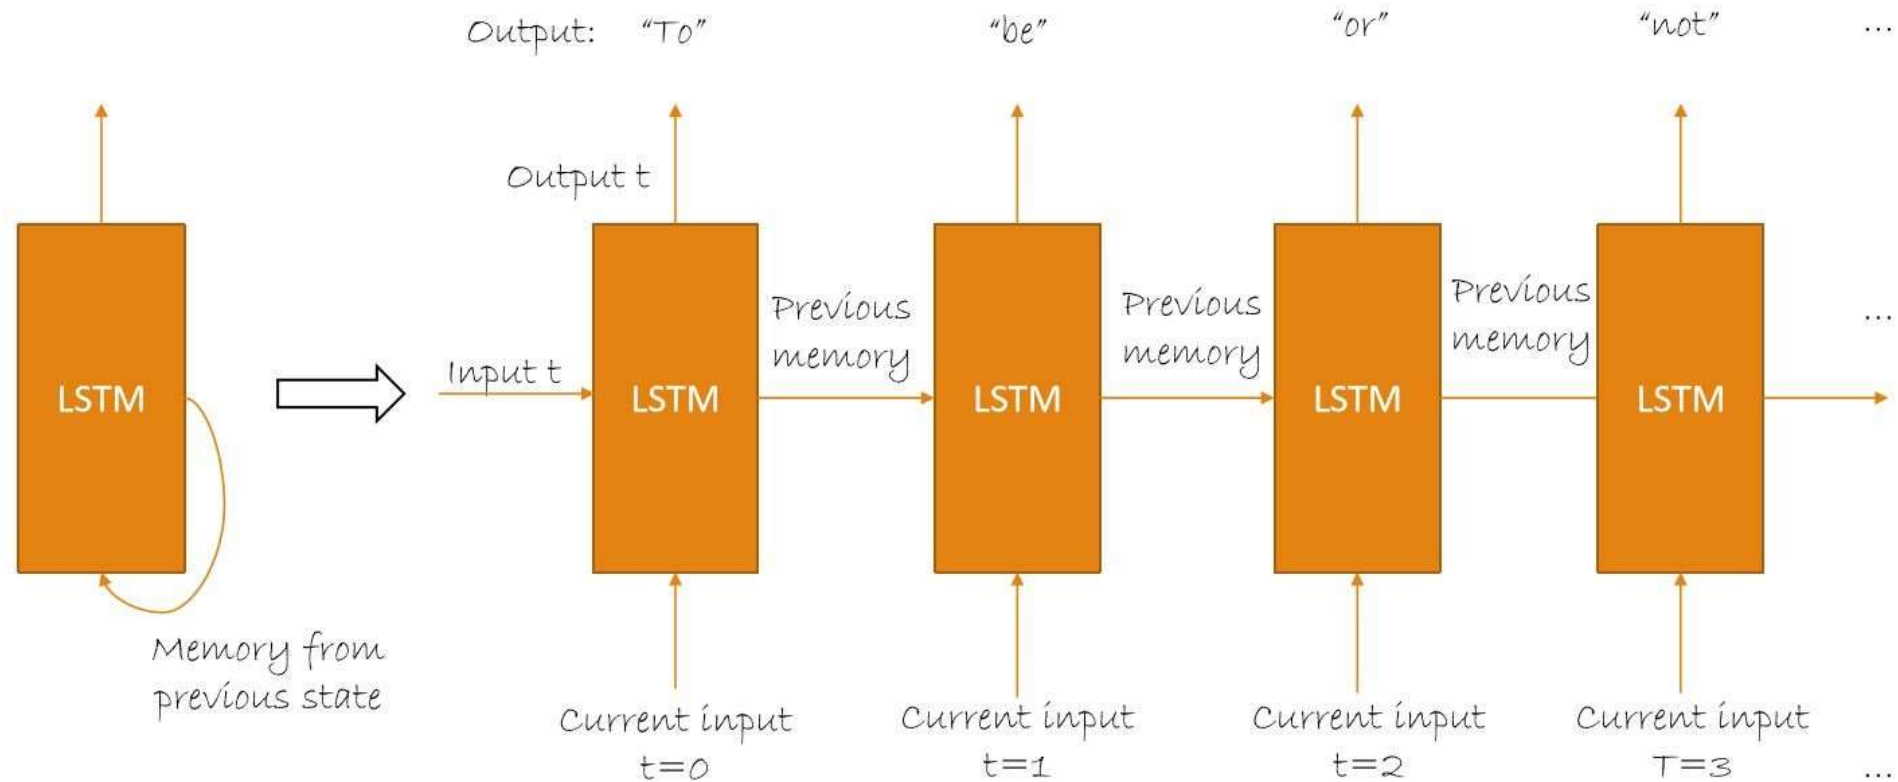 Output: “To” “be” “or” “not” ...
Output t
Previous
memory
Previous
memory
Previous
memory
...
Input t
LSTM
LSTM
LSTM
LSTM
LSTM
Memory from
previous state
Current input
t=0
Current input
t=1
Current input
t=2
Current input
T=3
...